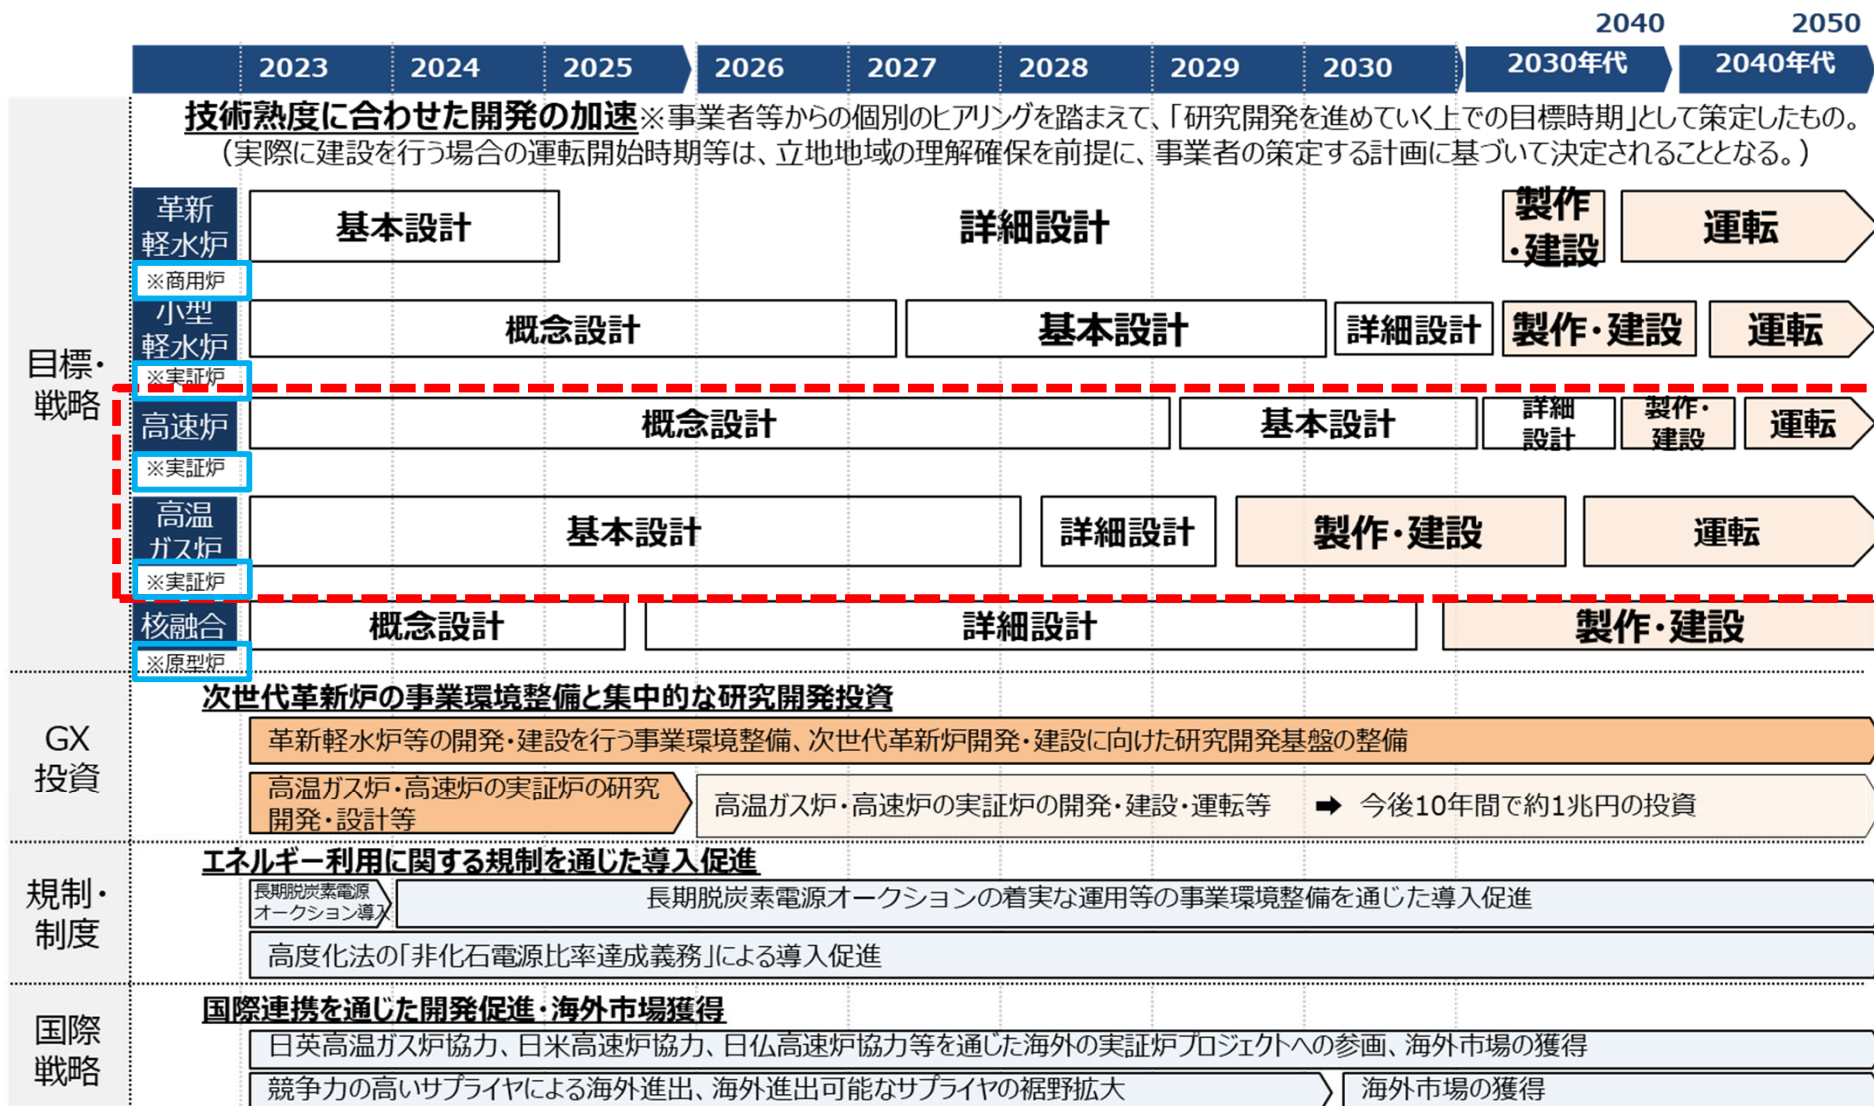 2040 2050
2023 2024 2025 2026 2027 2028 2029 2030 2030年代 2040年代
目標・
戦略
技術熟度に合わせた開発の加速※事業者等からの個別のヒアリングを踏まえて、「研究開発を進めていく上での目標時期」として策定したもの。
（実際に建設を行う場合の運転開始時期等は、立地地域の理解確保を前提に、事業者の策定する計画に基づいて決定されることとなる。）
革新
軽水炉
※商用炉
基本設計
詳細設計
製作
・建設
運転
小型
軽水炉
※実証炉
概念設計
基本設計
詳細設計
製作・建設
運転
高速炉
※実証炉
概念設計
基本設計
詳細
設計
製作・
建設
運転
高温
ガス炉
※実証炉
基本設計
詳細設計
製作・建設
運転
核融合
※原型炉
概念設計
詳細設計
製作・建設
GX
投資
次世代革新炉の事業環境整備と集中的な研究開発投資
革新軽水炉等の開発・建設を行う事業環境整備、次世代革新炉開発・建設に向けた研究開発基盤の整備
高温ガス炉・高速炉の実証炉の研究
開発・設計等
高温ガス炉・高速炉の実証炉の開発・建設・運転等 ➡ 今後10年間で約1兆円の投資
規制・
制度
エネルギー利用に関する規制を通じた導入促進
長期脱炭素電源
オークション導入
長期脱炭素電源オークションの着実な運用等の事業環境整備を通じた導入促進
高度化法の「非化石電源比率達成義務」による導入促進
国際
戦略
国際連携を通じた開発促進・海外市場獲得
日英高温ガス炉協力、日米高速炉協力、日仏高速炉協力等を通じた海外の実証炉プロジェクトへの参画、海外市場の獲得
競争力の高いサプライヤによる海外進出、海外進出可能なサプライヤの裾野拡大
海外市場の獲得